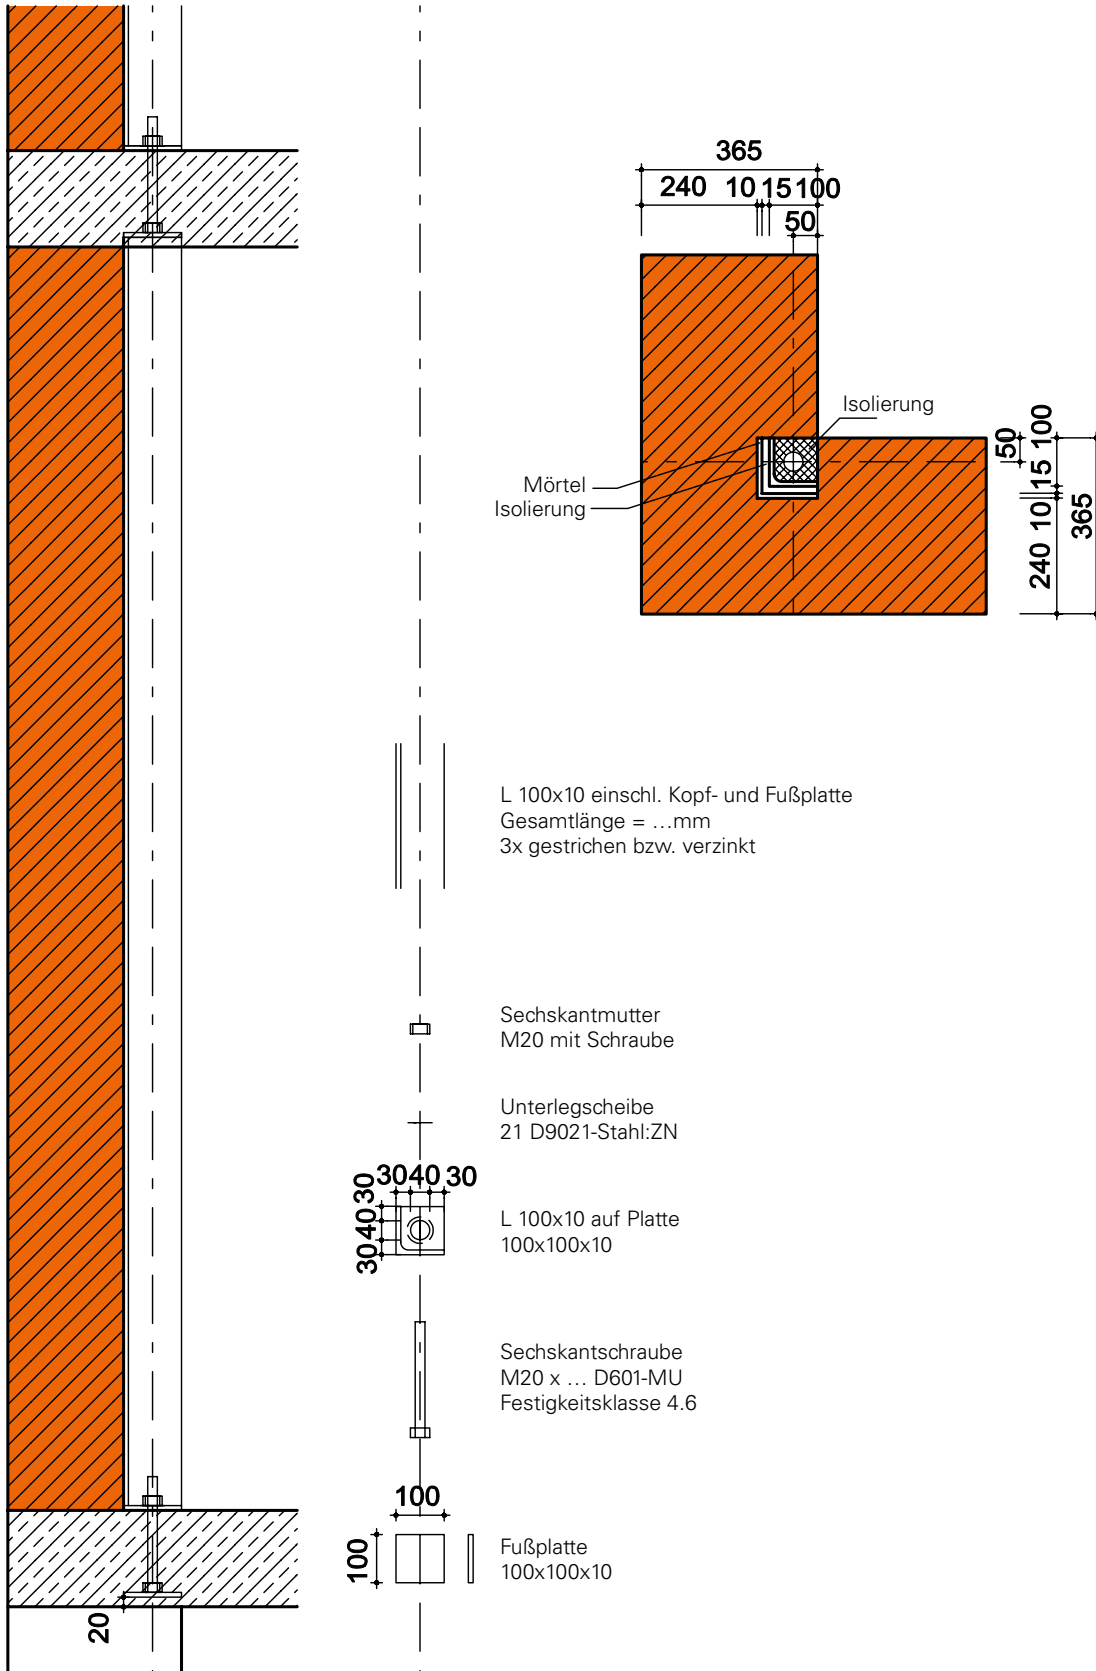 365
240 10 15 100
50
Isolierung
Mörtel
Isolierung
50
100
15
10
240
365
L 100x10 einschl. Kopf- und Fußplatte
Gesamtlänge = ...mm
3x gestrichen bzw. verzinkt
Sechskantmutter
M20 mit Schraube
Unterlegscheibe
21 D9021-Stahl:ZN
30 40 30
30
40
30
L 100x10 auf Platte
100x100x10
Sechskantschraube
M20 x ... D601-MU
Festigkeitsklasse 4.6
100
100
Fußplatte
100x100x10
20